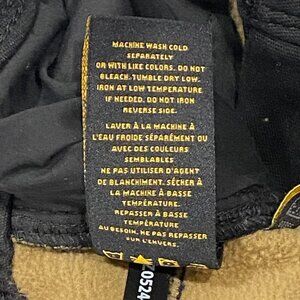 MACHINE WASH COLD
SEPARATELY
OR WITH LIKE COLORS. DO NOT
BLEACH. TUMBLE DRY LOW.
IRON AT LOW TEMPERATURE
IF NEEDED. DO NOT IRON
REVERSE SIDE.
LAVER À LA MACHINE À
L'EAU FROIDE SÉPARÉMENT OU
AVEC DES COULEURS
SEMBLABLES
NE PAS UTILISER D'AGENT
DE BLANCHIMENT. SÉCHER À
LA MACHINE À BASSE
TEMPÉRATURE.
REPASSER À BASSE
TEMPÉRATURE
AU BESOIN, NE PAS REPASSER
SUR L'ENVERS.
0524